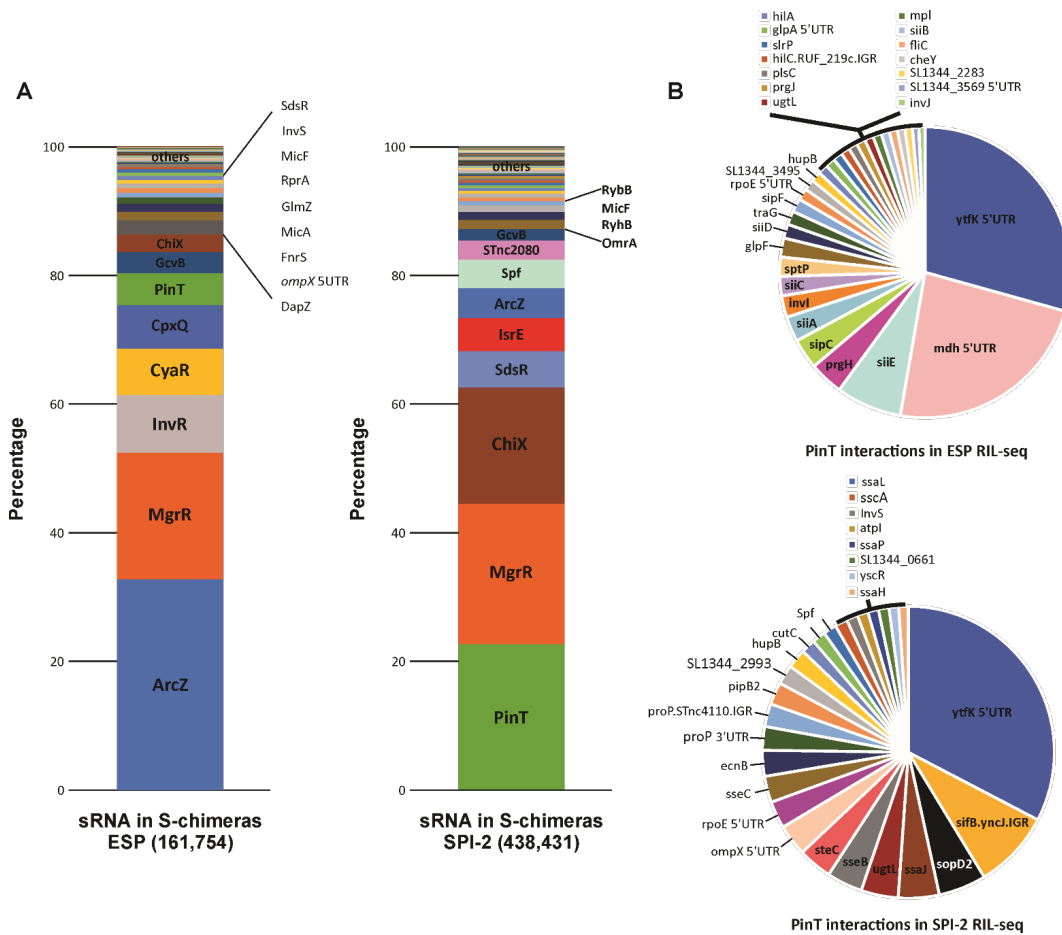 A
Percentage
100
80
60
40
20
0
others
ChiX
GcvB
PinT
CpxQ
CyaR
InvR
MgrR
ArcZ
SdsR
InvS
MicF
RprA
GlmZ
MicA
FnrS
ompX 5UTR
DapZ
sRNA in S-chimeras
ESP (161,754)
Percentage
100
80
60
40
20
0
others
GcvB
STnc2080
Spf
ArcZ
IsrE
SdsR
ChiX
MgrR
PinT
RybB
MicF
RyhB
OmrA
sRNA in S-chimeras
SPI-2 (438,431)
B
hilA
glpA 5'UTR
slrP
hilC.RUF_219c.IGR
plsC
prgJ
ugtL
mpl
siiB
fliC
cheY
SL1344_2283
SL1344_3569 5'UTR
invJ
hupB
SL1344_3495
rpoE 5'UTR
sipF
traG
siiD
glpF
sptP
siiC
invI
siiA
sipC
prgH
siiE
mdh 5'UTR
ytfK 5'UTR
PinT interactions in ESP RIL-seq
ssaL
sscA
InvS
atpI
ssaP
SL1344_0661
yscR
ssaH
Spf
cutC
hupB
SL1344_2993
pipB2
proP.STnc4110.IGR
proP 3'UTR
ecnB
sseC
rpoE 5'UTR
ompX 5'UTR
steC
sseB
ugtL
ssaJ
sopD2
sifB.yncJ.IGR
ytfK 5'UTR
PinT interactions in SPI-2 RIL-seq